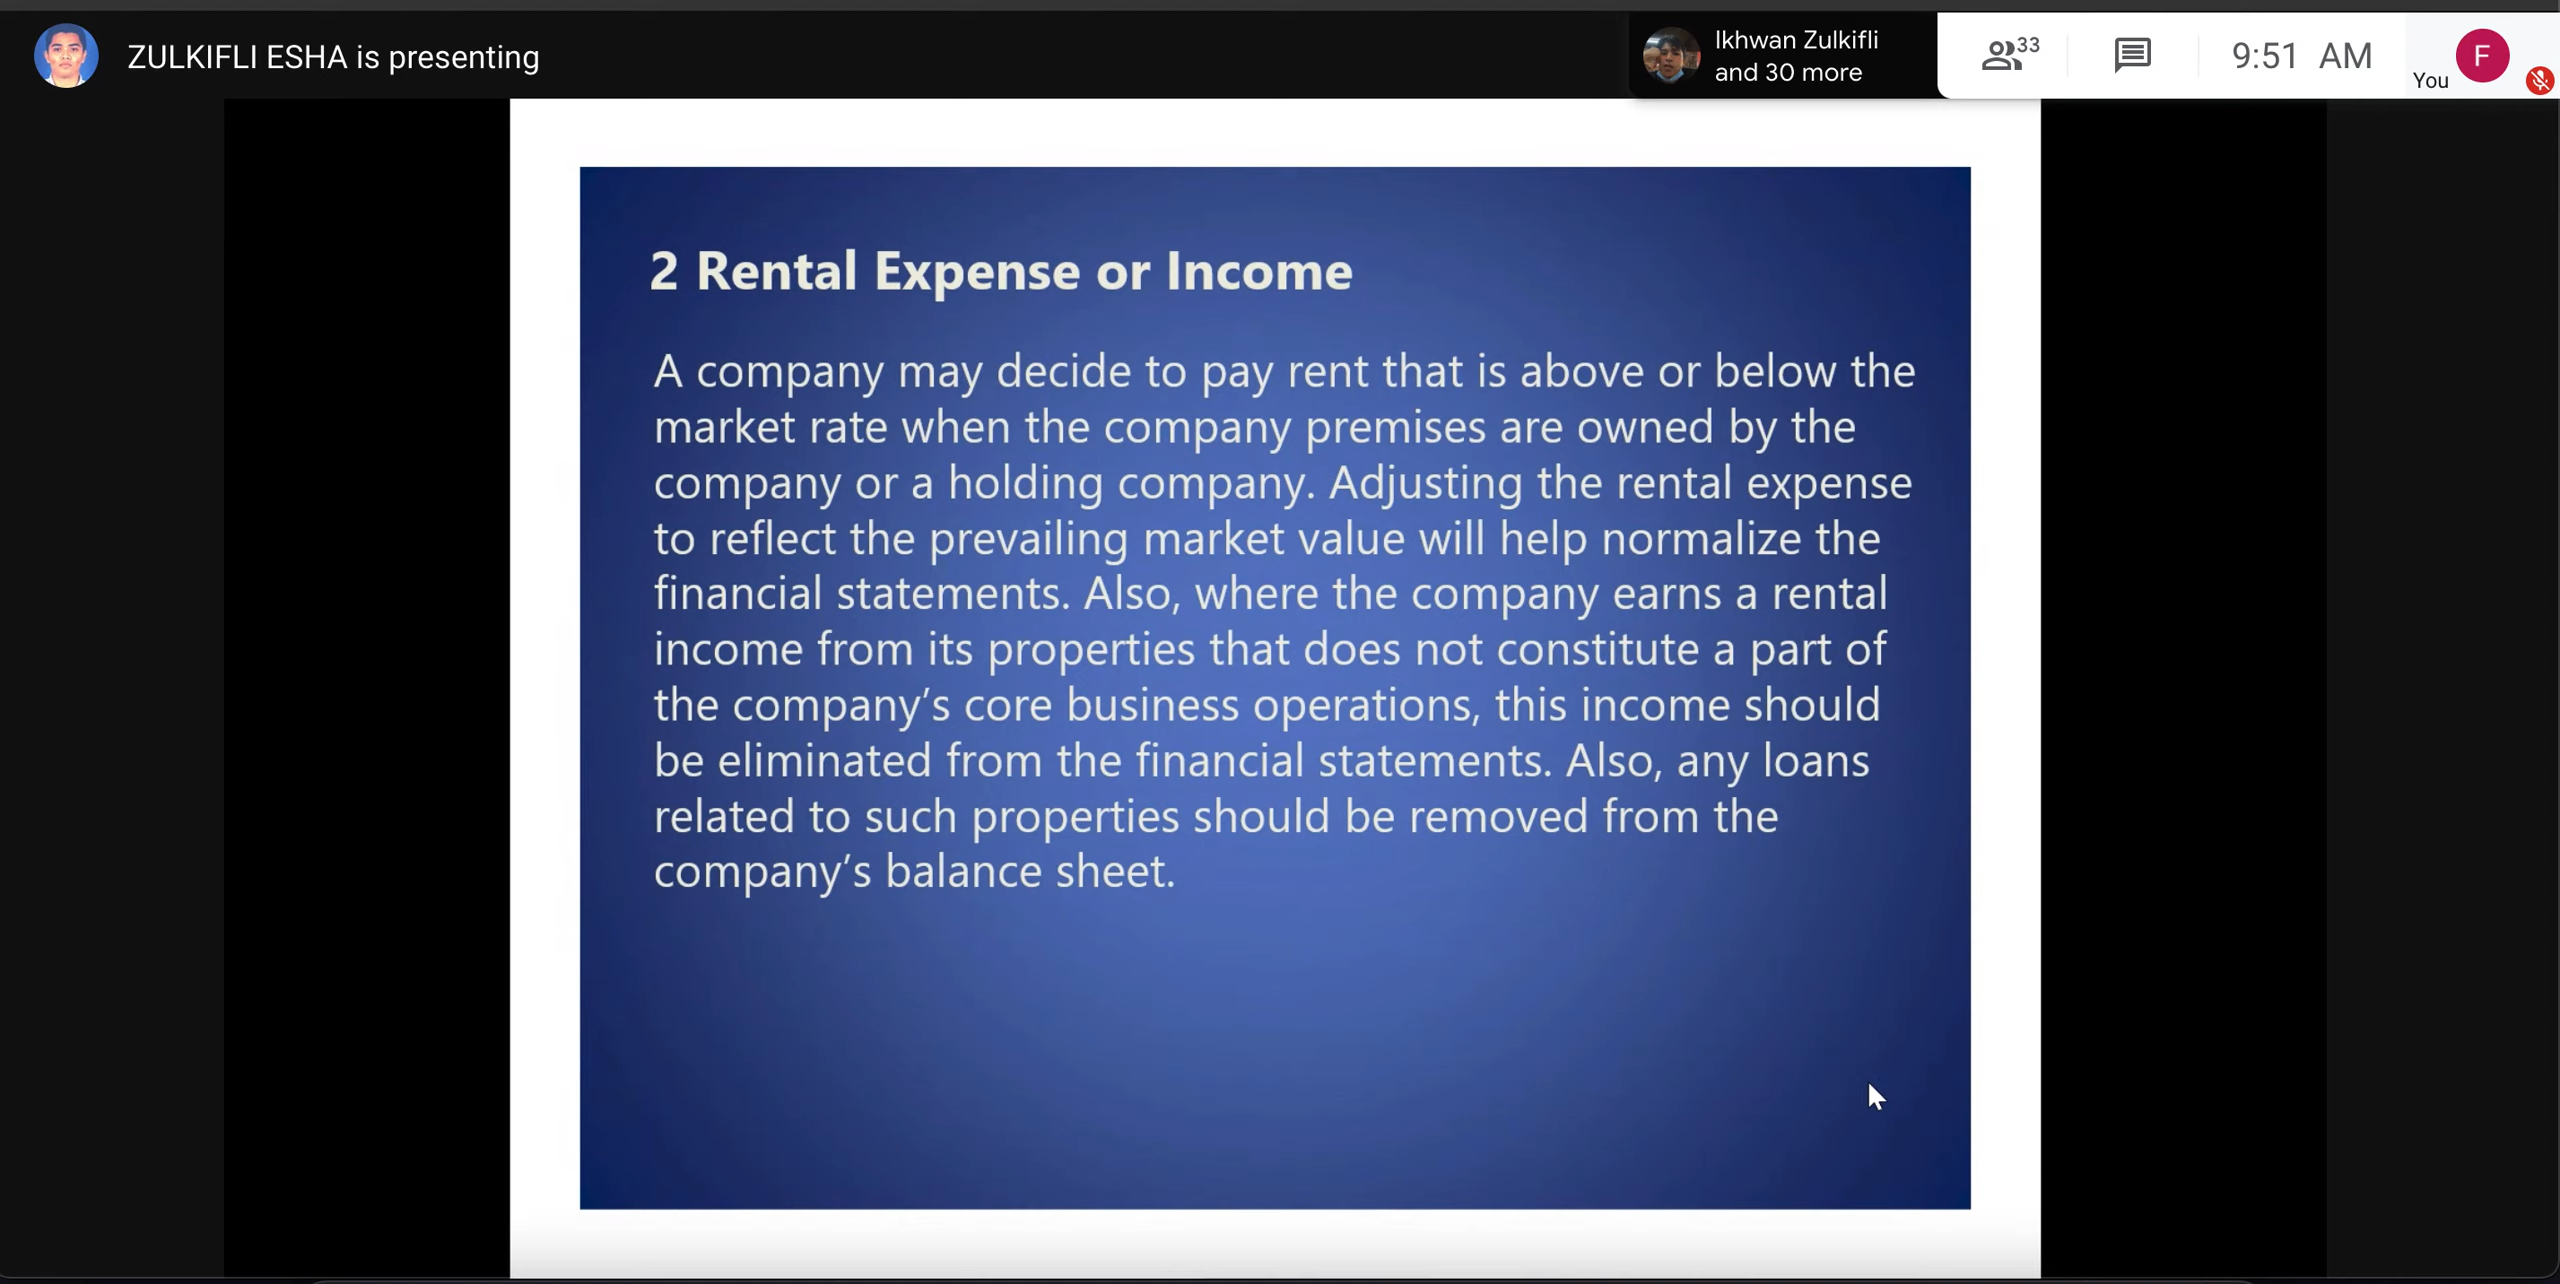 ZULKIFLI ESHA is presenting
Ikhwan Zulkifli
and 30 more
33
9:51 AM
You
F
2 Rental Expense or Income
A company may decide to pay rent that is above or below the
market rate when the company premises are owned by the
company or a holding company. Adjusting the rental expense
to reflect the prevailing market value will help normalize the
financial statements. Also, where the company earns a rental
income from its properties that does not constitute a part of
the company’s core business operations, this income should
be eliminated from the financial statements. Also, any loans
related to such properties should be removed from the
company’s balance sheet.